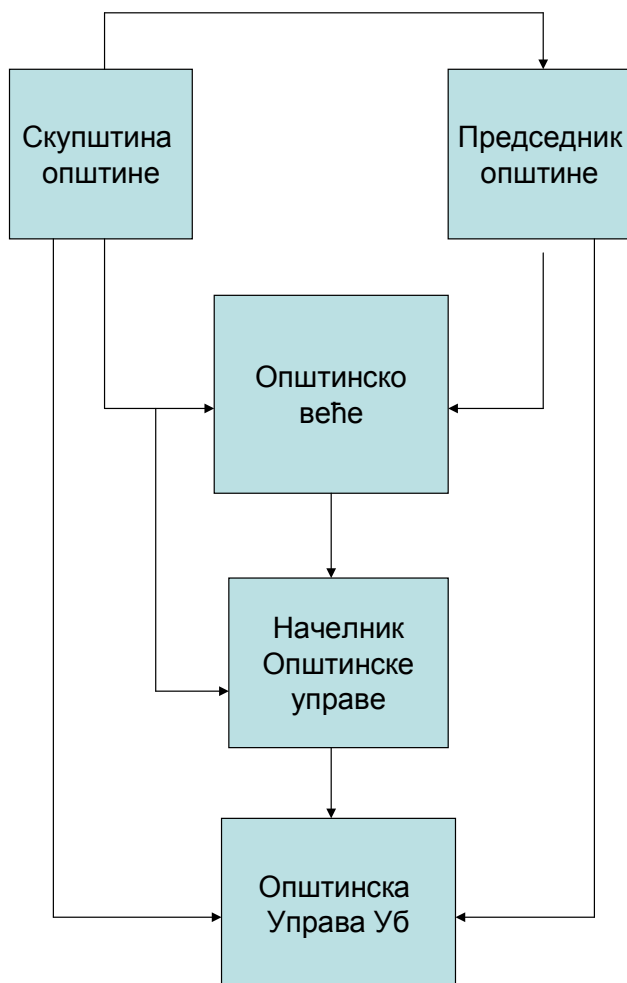 Скупштина
општине
Председник
општине
Општинско
веће
Начелник
Општинске
управе
Општинска
Управа Уб